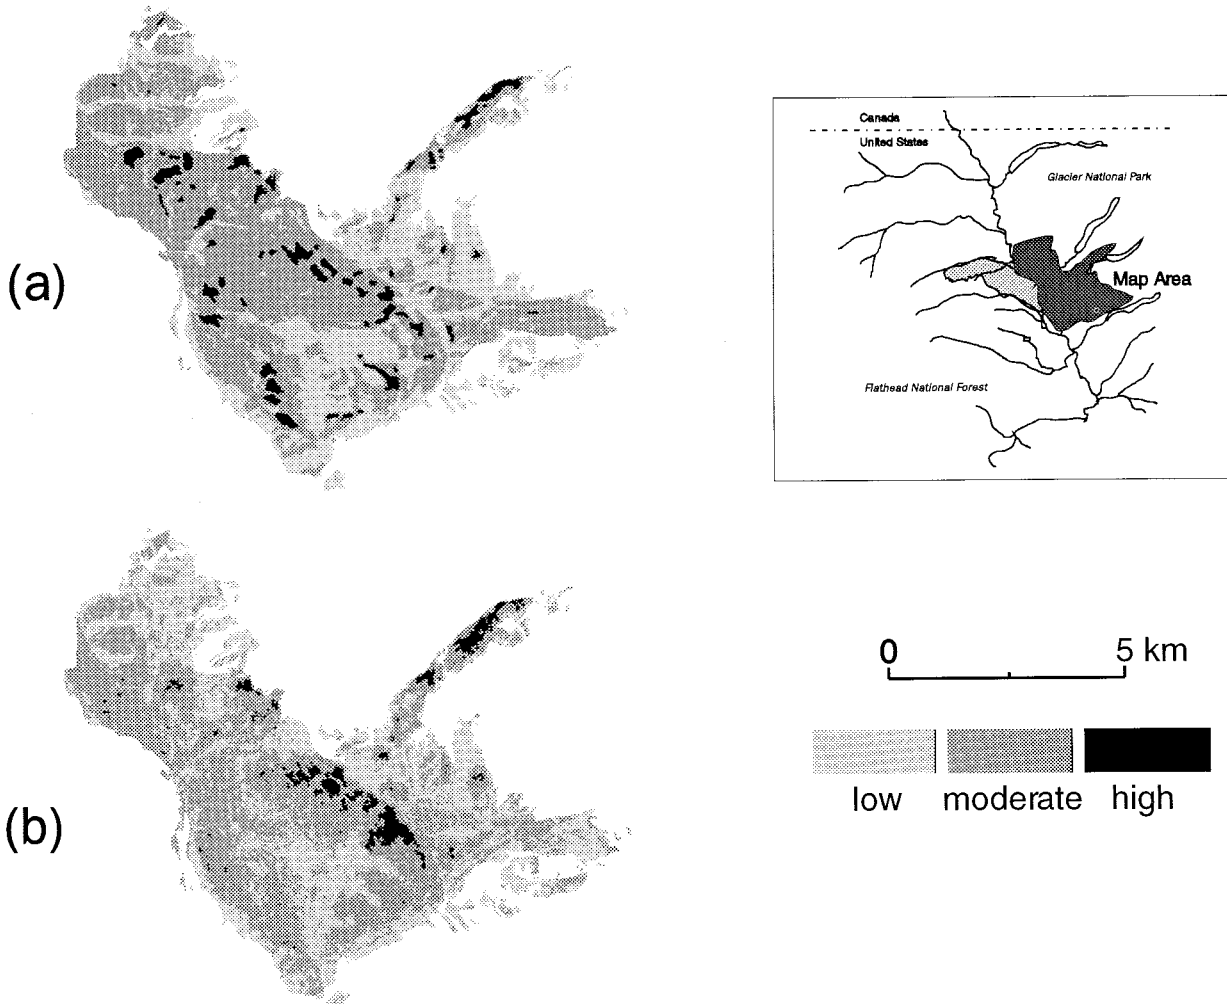 (a)
Canada
United States
Glacier National Park
Map Area
Flathead National Forest
(b)
0 5 km
low moderate high